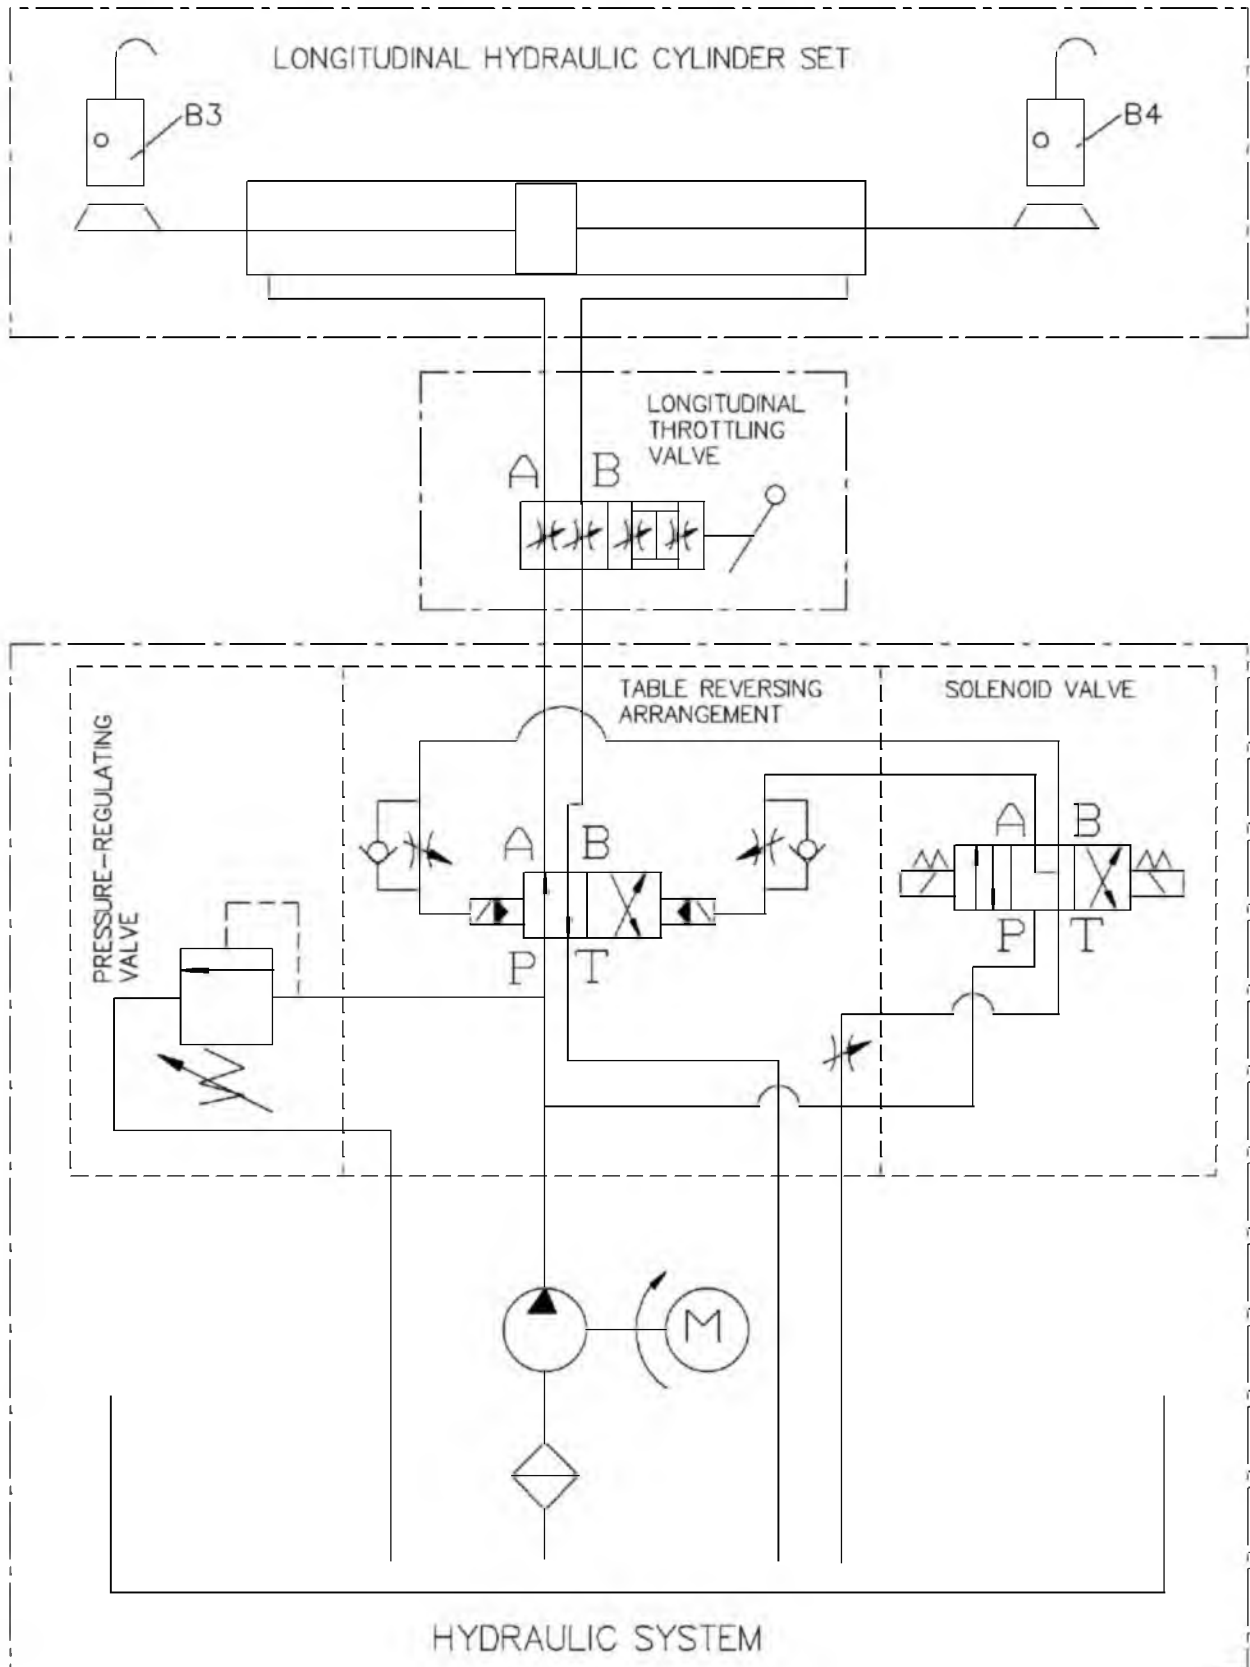 LONGITUDINAL HYDRAULIC CYLINDER SET
B3
B4
LONGITUDINAL
THROTTLING
VALVE
A B
TABLE REVERSING
ARRANGEMENT
SOLENOID VALVE
PRESSURE-REGULATING
VALVE
A B
A B
P T
P T
M
HYDRAULIC SYSTEM